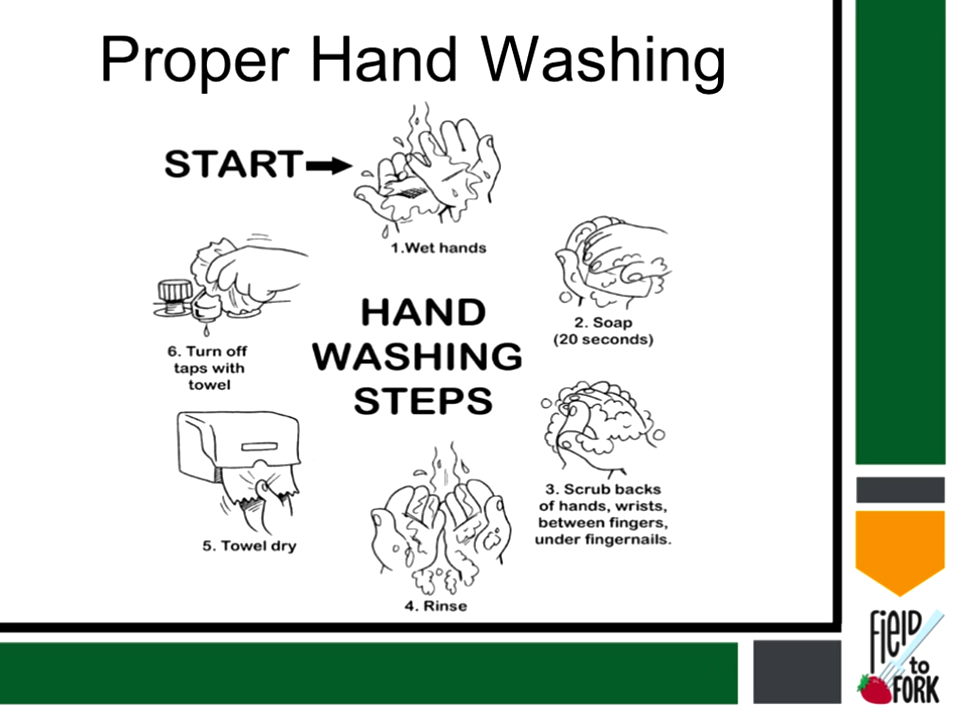 Proper Hand Washing
START
1.Wet hands
2. Soap
(20 seconds)
3. Scrub backs
of hands, wrists,
between fingers,
under fingernails.
4. Rinse
5. Towel dry
6. Turn off
taps with
towel
HAND
WASHING
STEPS
FiELD
to
FORK